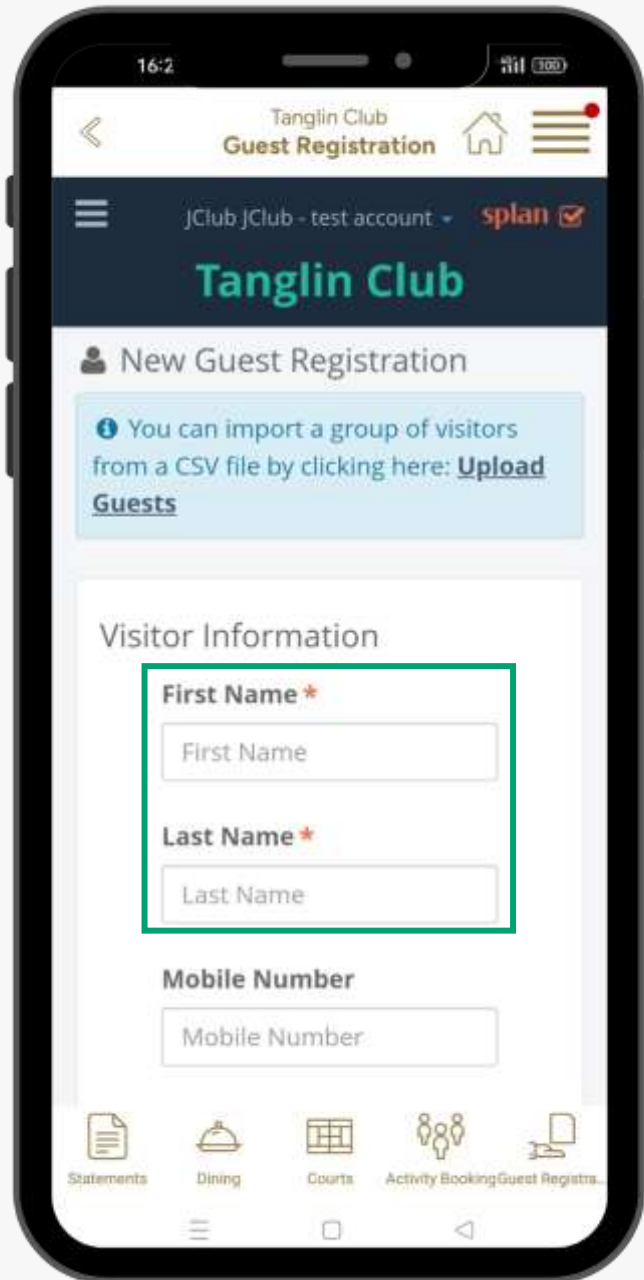 16:2
100
Tanglin Club
Guest Registration
JClub JClub - test account
splan
Tanglin Club
New Guest Registration
You can import a group of visitors
from a CSV file by clicking here: Upload
Guests
Visitor Information
First Name *
First Name
Last Name *
Last Name
Mobile Number
Mobile Number
Statements
Dining
Courts
Activity Booking
Guest Registra...